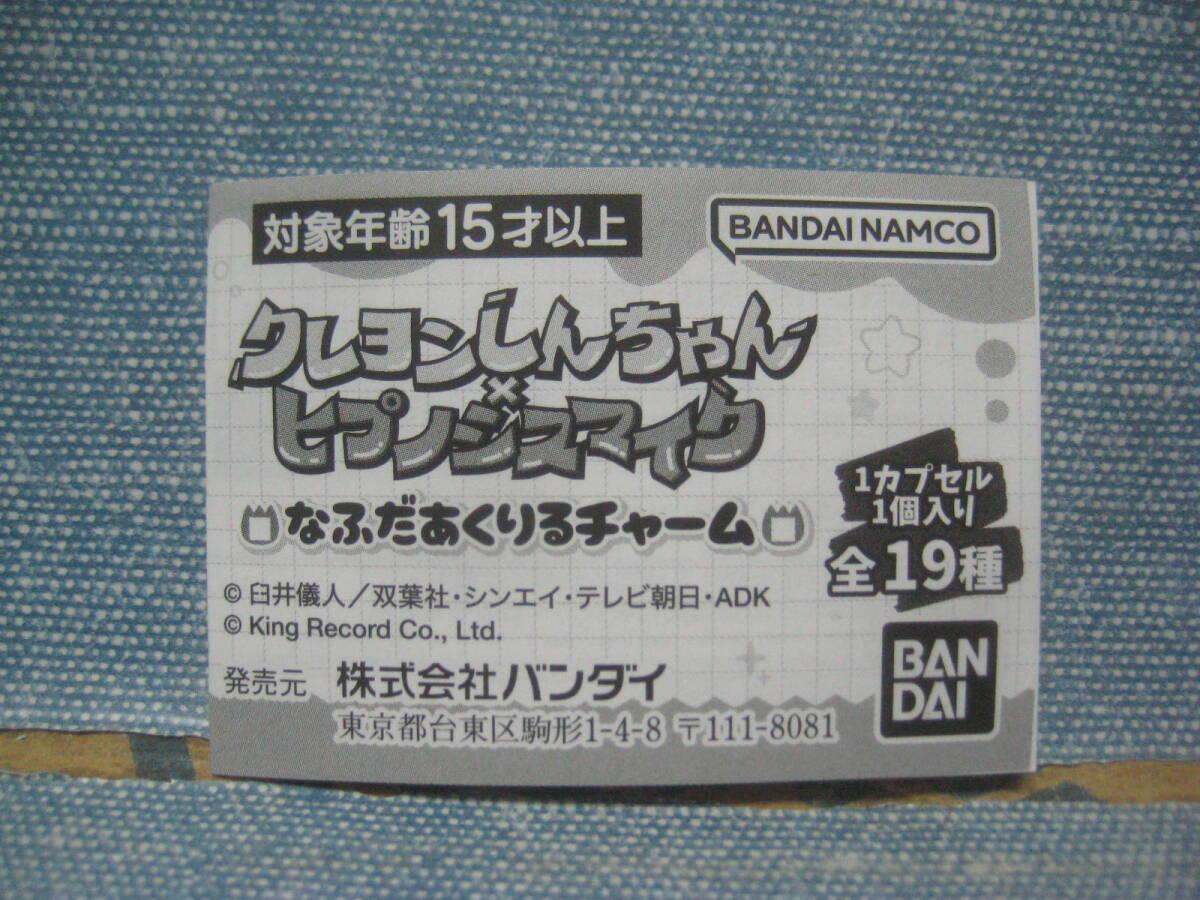 対象年齢15才以上
BANDAI NAMCO
クレヨンしんちゃん
×
ヒプノシスマイク
なふだあくりるチャーム
1カプセル
1個入り
全19種
© 臼井儀人／双葉社・シンエイ・テレビ朝日・ADK
© King Record Co., Ltd.
発売元 株式会社バンダイ
東京都台東区駒形1-4-8 〒111-8081
BAN
DAI